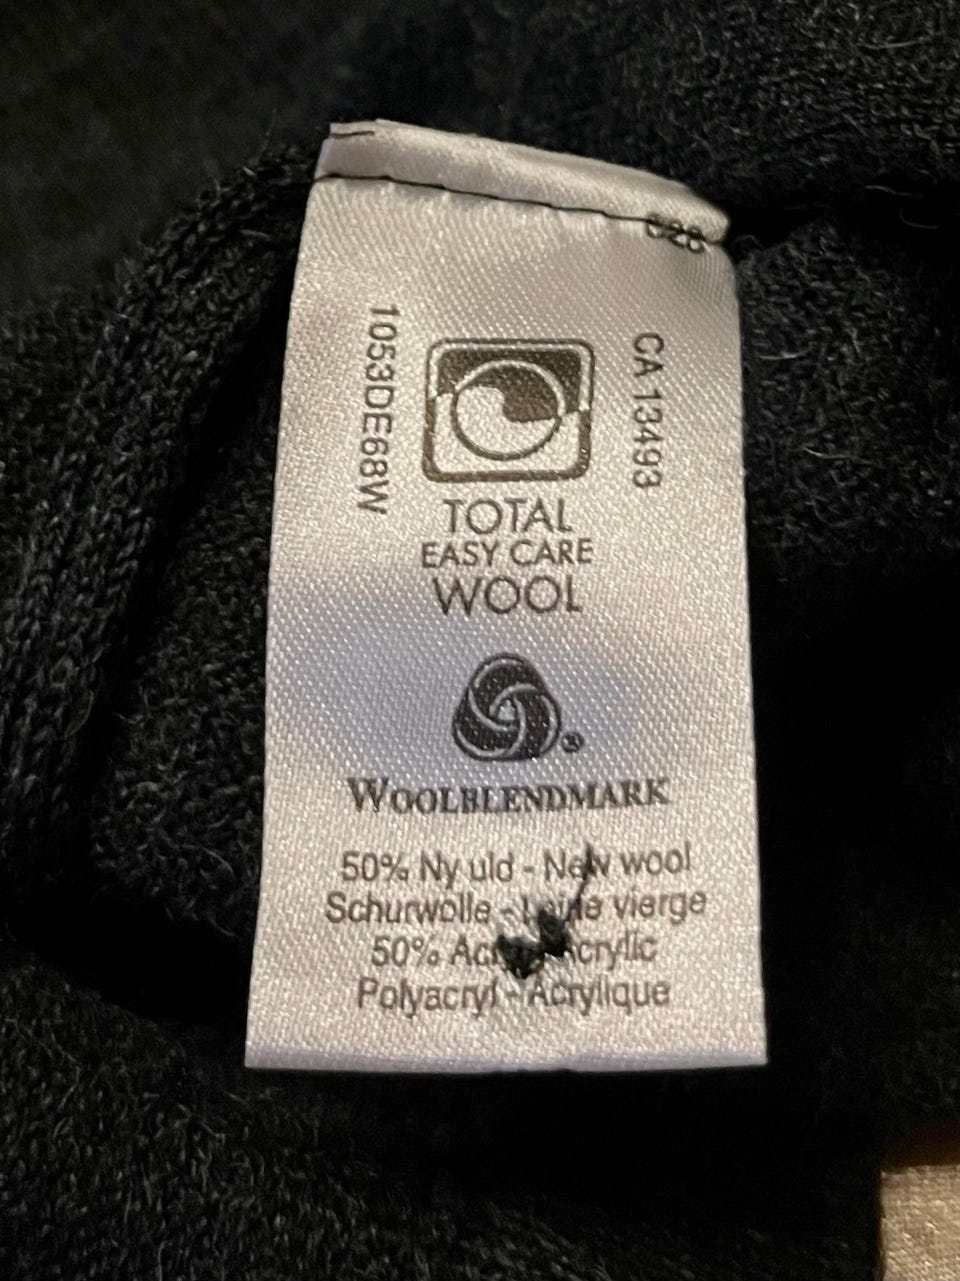 1053DE68W
CA 13493
TOTAL
EASY CARE
WOOL
®
WOOLBLENDMARK
50% Ny uld - New wool
Schurwolle - Laine vierge
50% Acrylic
Polyacryl - Acrylique